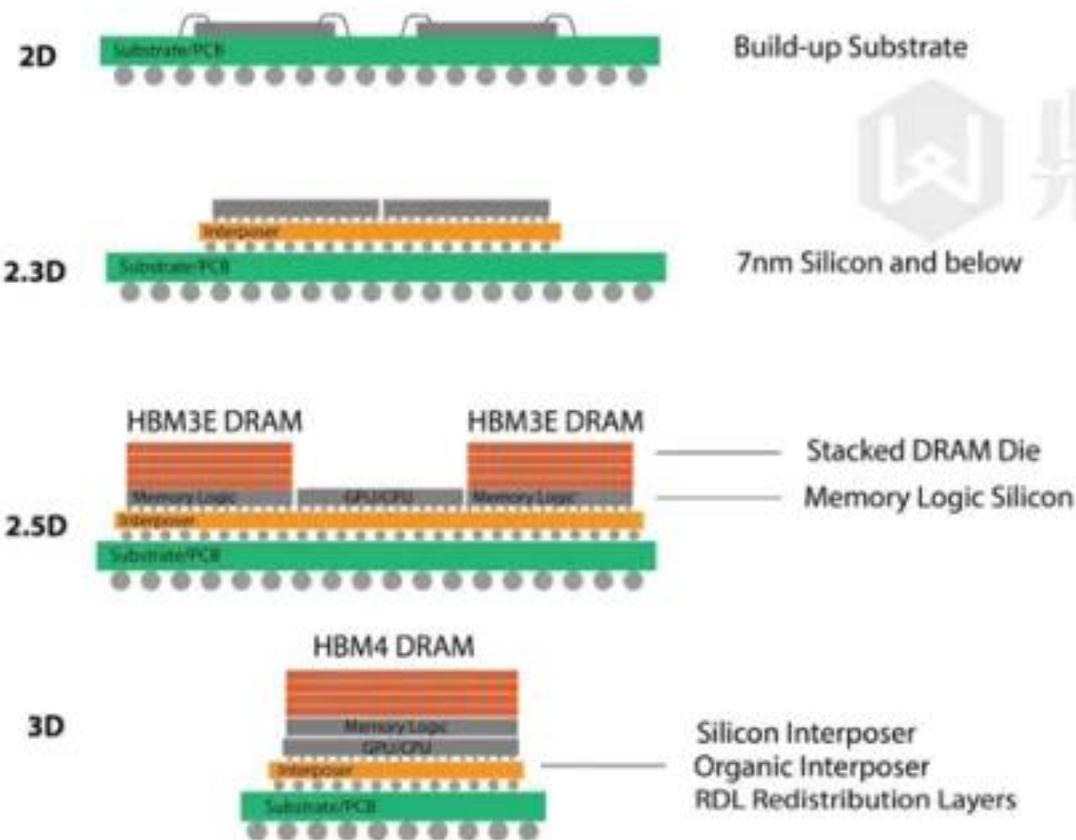 2D
Substrate/PCB
Build-up Substrate
2.3D
Interposer
Substrate/PCB
7nm Silicon and below
2.5D
HBM3E DRAM
HBM3E DRAM
Stacked DRAM Die
Memory Logic
GPU/CPU
Memory Logic
Memory Logic Silicon
Interposer
Substrate/PCB
3D
HBM4 DRAM
Memory Logic
GPU/CPU
Interposer
Substrate/PCB
Silicon Interposer
Organic Interposer
RDL Redistribution Layers